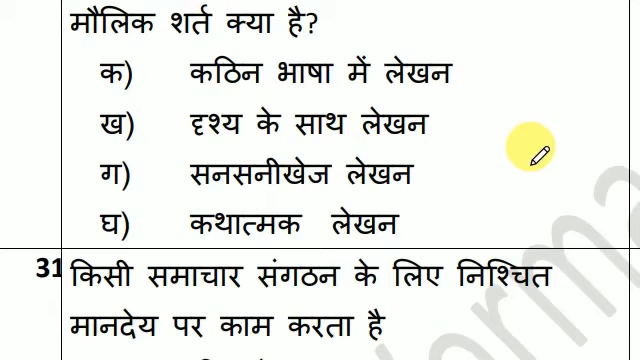 मौलिक शर्त क्या है?
क) कठिन भाषा में लेखन
ख) दृश्य के साथ लेखन
ग) सनसनीखेज लेखन
घ) कथात्मक लेखन
31 किसी समाचार संगठन के लिए निश्चित
मानदेय पर काम करता है